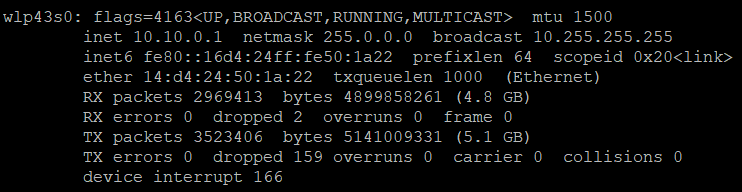 wlp43s0: flags=4163<UP,BROADCAST,RUNNING,MULTICAST>  mtu 1500
        inet 10.10.0.1  netmask 255.0.0.0  broadcast 10.255.255.255
        inet6 fe80::16d4:24ff:fe50:1a22  prefixlen 64  scopeid 0x20<link>
        ether 14:d4:24:50:1a:22  txqueuelen 1000  (Ethernet)
        RX packets 2969413  bytes 4899858261 (4.8 GB)
        RX errors 0  dropped 2  overruns 0  frame 0
        TX packets 3523406  bytes 5141009331 (5.1 GB)
        TX errors 0  dropped 159 overruns 0  carrier 0  collisions 0
        device interrupt 166